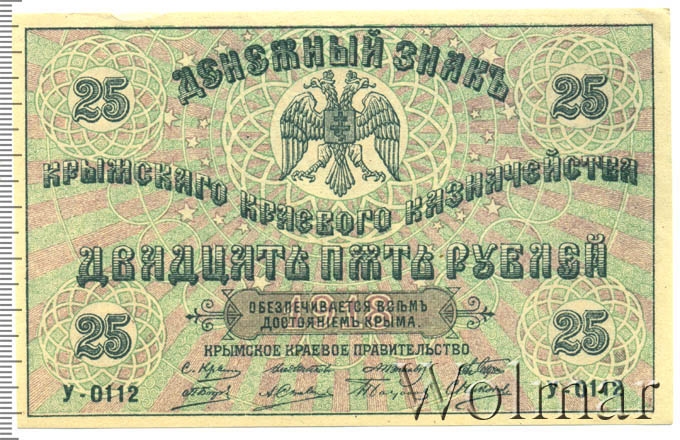 ДЕНЕЖНЫЙ ЗНАКЪ
25 25
КРЫМСКАГО КРАЕВОГО КАЗНАЧЕЙСТВА
ДВАДЦАТЬ ПЯТЬ РУБЛЕЙ
ОБЕЗПЕЧИВАЕТСЯ ВСѢМЪ
ДОСТОЯНІЕМЪ КРЫМА.
25 25
КРЫМСКОЕ КРАЕВОЕ ПРАВИТЕЛЬСТВО
У-0112 У-0112
Wolmar